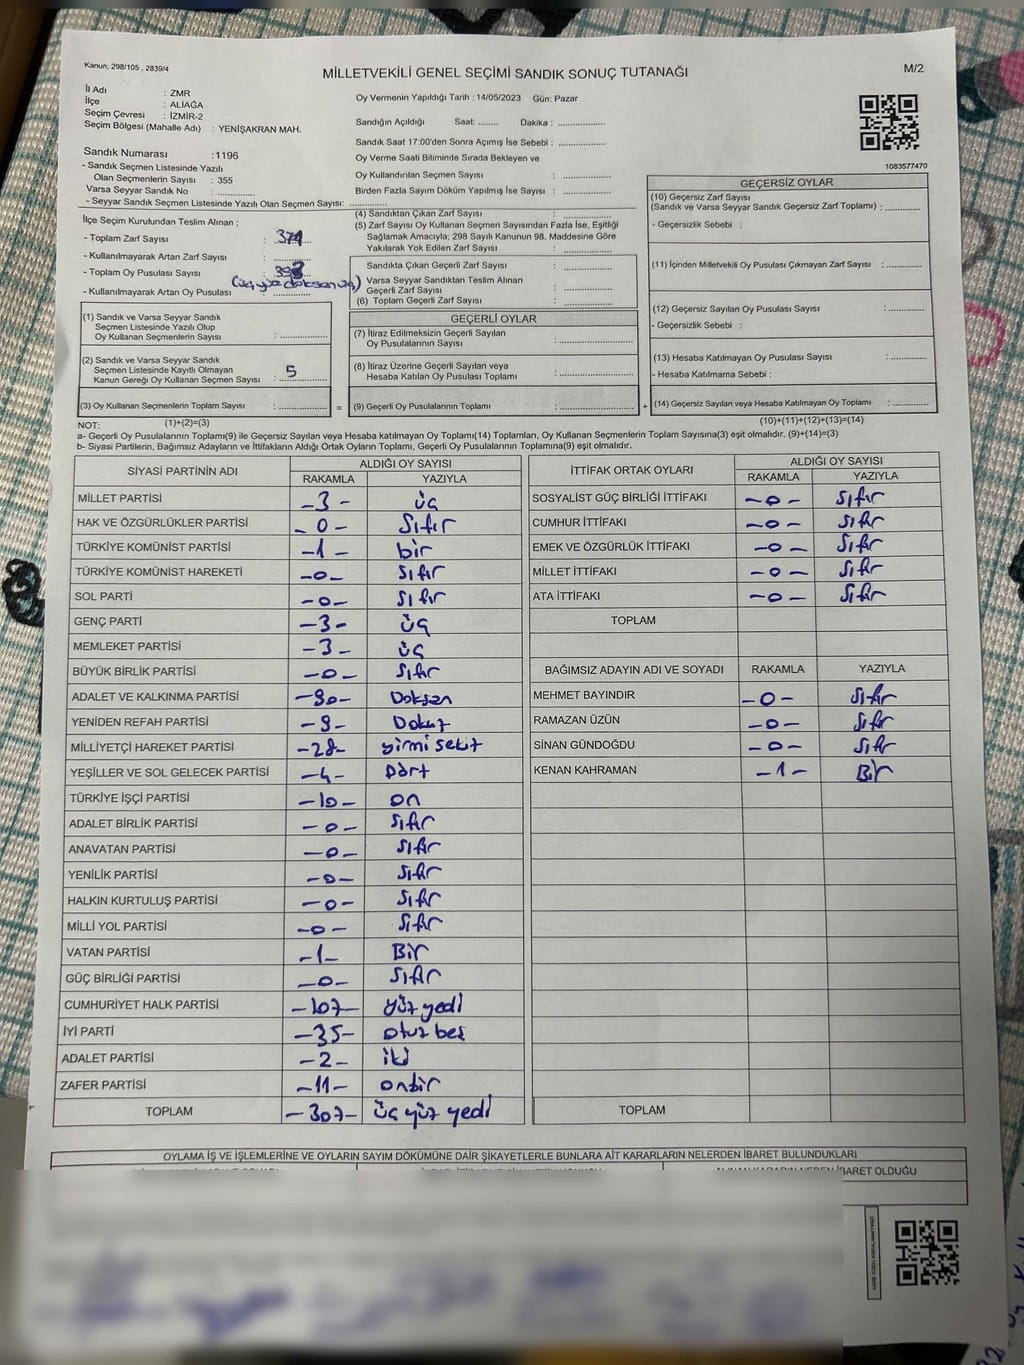 Kanun; 298/105 , 2839/4
MİLLETVEKİLİ GENEL SEÇİMİ SANDIK SONUÇ TUTANAĞI
M/2
İl Adı : ZMR
İlçe : ALİAĞA
Seçim Çevresi : İZMİR-2
Seçim Bölgesi (Mahalle Adı) : YENİŞAKRAN MAH.
Oy Vermenin Yapıldığı Tarih : 14/05/2023 Gün: Pazar
Sandığın Açıldığı Saat: ........ Dakika : ..............
Sandık Saat 17:00'den Sonra Açımış İse Sebebi : ..............
Oy Verme Saati Bitiminde Sırada Bekleyen ve
Oy Kullandırılan Seçmen Sayısı : ..............
Birden Fazla Sayım Döküm Yapılmış İse Sayısı : ..............
1083577470
Sandık Numarası : 1196
- Sandık Seçmen Listesinde Yazılı
Olan Seçmenlerin Sayısı : 355
Varsa Seyyar Sandık No : ..............
- Seyyar Sandık Seçmen Listesinde Yazılı Olan Seçmen Sayısı: ..............
İlçe Seçim Kurulundan Teslim Alınan ;
- Toplam Zarf Sayısı :
- Kullanılmayarak Artan Zarf Sayısı : ..............
- Toplam Oy Pusulası Sayısı :
- Kullanılmayarak Artan Oy Pusulası : ..............
(1) Sandık ve Varsa Seyyar Sandık
Seçmen Listesinde Yazılı Olup
Oy Kullanan Seçmenlerin Sayısı : ..............
(2) Sandık ve Varsa Seyyar Sandık
Seçmen Listesinde Kayıtlı Olmayan
Kanun Gereği Oy Kullanan Seçmen Sayısı : 5
(3) Oy Kullanan Seçmenlerin Toplam Sayısı : ..............
(4) Sandıktan Çıkan Zarf Sayısı : ..............
(5) Zarf Sayısı Oy Kullanan Seçmen Sayısından Fazla İse, Eşitliği
Sağlamak Amacıyla; 298 Sayılı Kanunun 98. Maddesine Göre
Yakılarak Yok Edilen Zarf Sayısı : ..............
Sandıkta Çıkan Geçerli Zarf Sayısı : ..............
Varsa Seyyar Sandıktan Teslim Alınan
Geçerli Zarf Sayısı : ..............
(6) Toplam Geçerli Zarf Sayısı : ..............
GEÇERLİ OYLAR
(7) İtiraz Edilmeksizin Geçerli Sayılan
Oy Pusulalarının Sayısı : ..............
(8) İtiraz Üzerine Geçerli Sayılan veya
Hesaba Katılan Oy Pusulası Toplamı : ..............
= (9) Geçerli Oy Pusulalarının Toplamı : ..............
GEÇERSİZ OYLAR
(10) Geçersiz Zarf Sayısı
(Sandık ve Varsa Seyyar Sandık Geçersiz Zarf Toplamı) : ..............
- Geçersizlik Sebebi :
(11) İçinden Milletvekili Oy Pusulası Çıkmayan Zarf Sayısı : ..............
(12) Geçersiz Sayılan Oy Pusulası Sayısı : ..............
- Geçersizlik Sebebi :
(13) Hesaba Katılmayan Oy Pusulası Sayısı : ..............
- Hesaba Katılmama Sebebi :
+ (14) Geçersiz Sayılan veya Hesaba Katılmayan Oy Toplamı : ..............
NOT: (1)+(2)=(3)
(10)+(11)+(12)+(13)=(14)
a- Geçerli Oy Pusulalarının Toplamı(9) ile Geçersiz Sayılan veya Hesaba katılmayan Oy Toplamı(14) Toplamları, Oy Kullanan Seçmenlerin Toplam Sayısına(3) eşit olmalıdır. (9)+(14)=(3)
b- Siyasi Partilerin, Bağımsız Adayların ve İttifakların Aldığı Ortak Oyların Toplamı, Geçerli Oy Pusulalarının Toplamına(9) eşit olmalıdır.
SİYASİ PARTİNİN ADI ALDIĞI OY SAYISI
RAKAMLA YAZIYLA
MİLLET PARTİSİ -3- üç
HAK VE ÖZGÜRLÜKLER PARTİSİ -0- Sıfır
TÜRKİYE KOMÜNİST PARTİSİ -1- bir
TÜRKİYE KOMÜNİST HAREKETİ -0- Sıfır
SOL PARTİ -0- Sıfır
GENÇ PARTİ -3- üç
MEMLEKET PARTİSİ -3- üç
BÜYÜK BİRLİK PARTİSİ -0- Sıfır
ADALET VE KALKINMA PARTİSİ -90- Doksan
YENİDEN REFAH PARTİSİ -9- Dokuz
MİLLİYETÇİ HAREKET PARTİSİ -28- yirmi sekiz
YEŞİLLER VE SOL GELECEK PARTİSİ -4- Dört
TÜRKİYE İŞÇİ PARTİSİ -10- on
ADALET BİRLİK PARTİSİ -0- Sıfır
ANAVATAN PARTİSİ -0- Sıfır
YENİLİK PARTİSİ -0- Sıfır
HALKIN KURTULUŞ PARTİSİ -0- Sıfır
MİLLİ YOL PARTİSİ -0- Sıfır
VATAN PARTİSİ -1- Bir
GÜÇ BİRLİĞİ PARTİSİ -0- Sıfır
CUMHURİYET HALK PARTİSİ -107- yüz yedi
İYİ PARTİ -35- otuz beş
ADALET PARTİSİ -2- iki
ZAFER PARTİSİ -11- onbir
TOPLAM -307- üç yüz yedi
İTTİFAK ORTAK OYLARI ALDIĞI OY SAYISI
RAKAMLA YAZIYLA
SOSYALİST GÜÇ BİRLİĞİ İTTİFAKI -0- Sıfır
CUMHUR İTTİFAKI -0- Sıfır
EMEK VE ÖZGÜRLÜK İTTİFAKI -0- Sıfır
MİLLET İTTİFAKI -0- Sıfır
ATA İTTİFAKI -0- Sıfır
TOPLAM
BAĞIMSIZ ADAYIN ADI VE SOYADI RAKAMLA YAZIYLA
MEHMET BAYINDIR -0- Sıfır
RAMAZAN ÜZÜN -0- Sıfır
SİNAN GÜNDOĞDU -0- Sıfır
KENAN KAHRAMAN -1- Bir
TOPLAM
OYLAMA İŞ VE İŞLEMLERİNE VE OYLARIN SAYIM DÖKÜMÜNE DAİR ŞİKAYETLERLE BUNLARA AİT KARARLARIN NELERDEN İBARET BULUNDUKLARI
ALINAN KARARIN NEDEN İBARET OLDUĞU